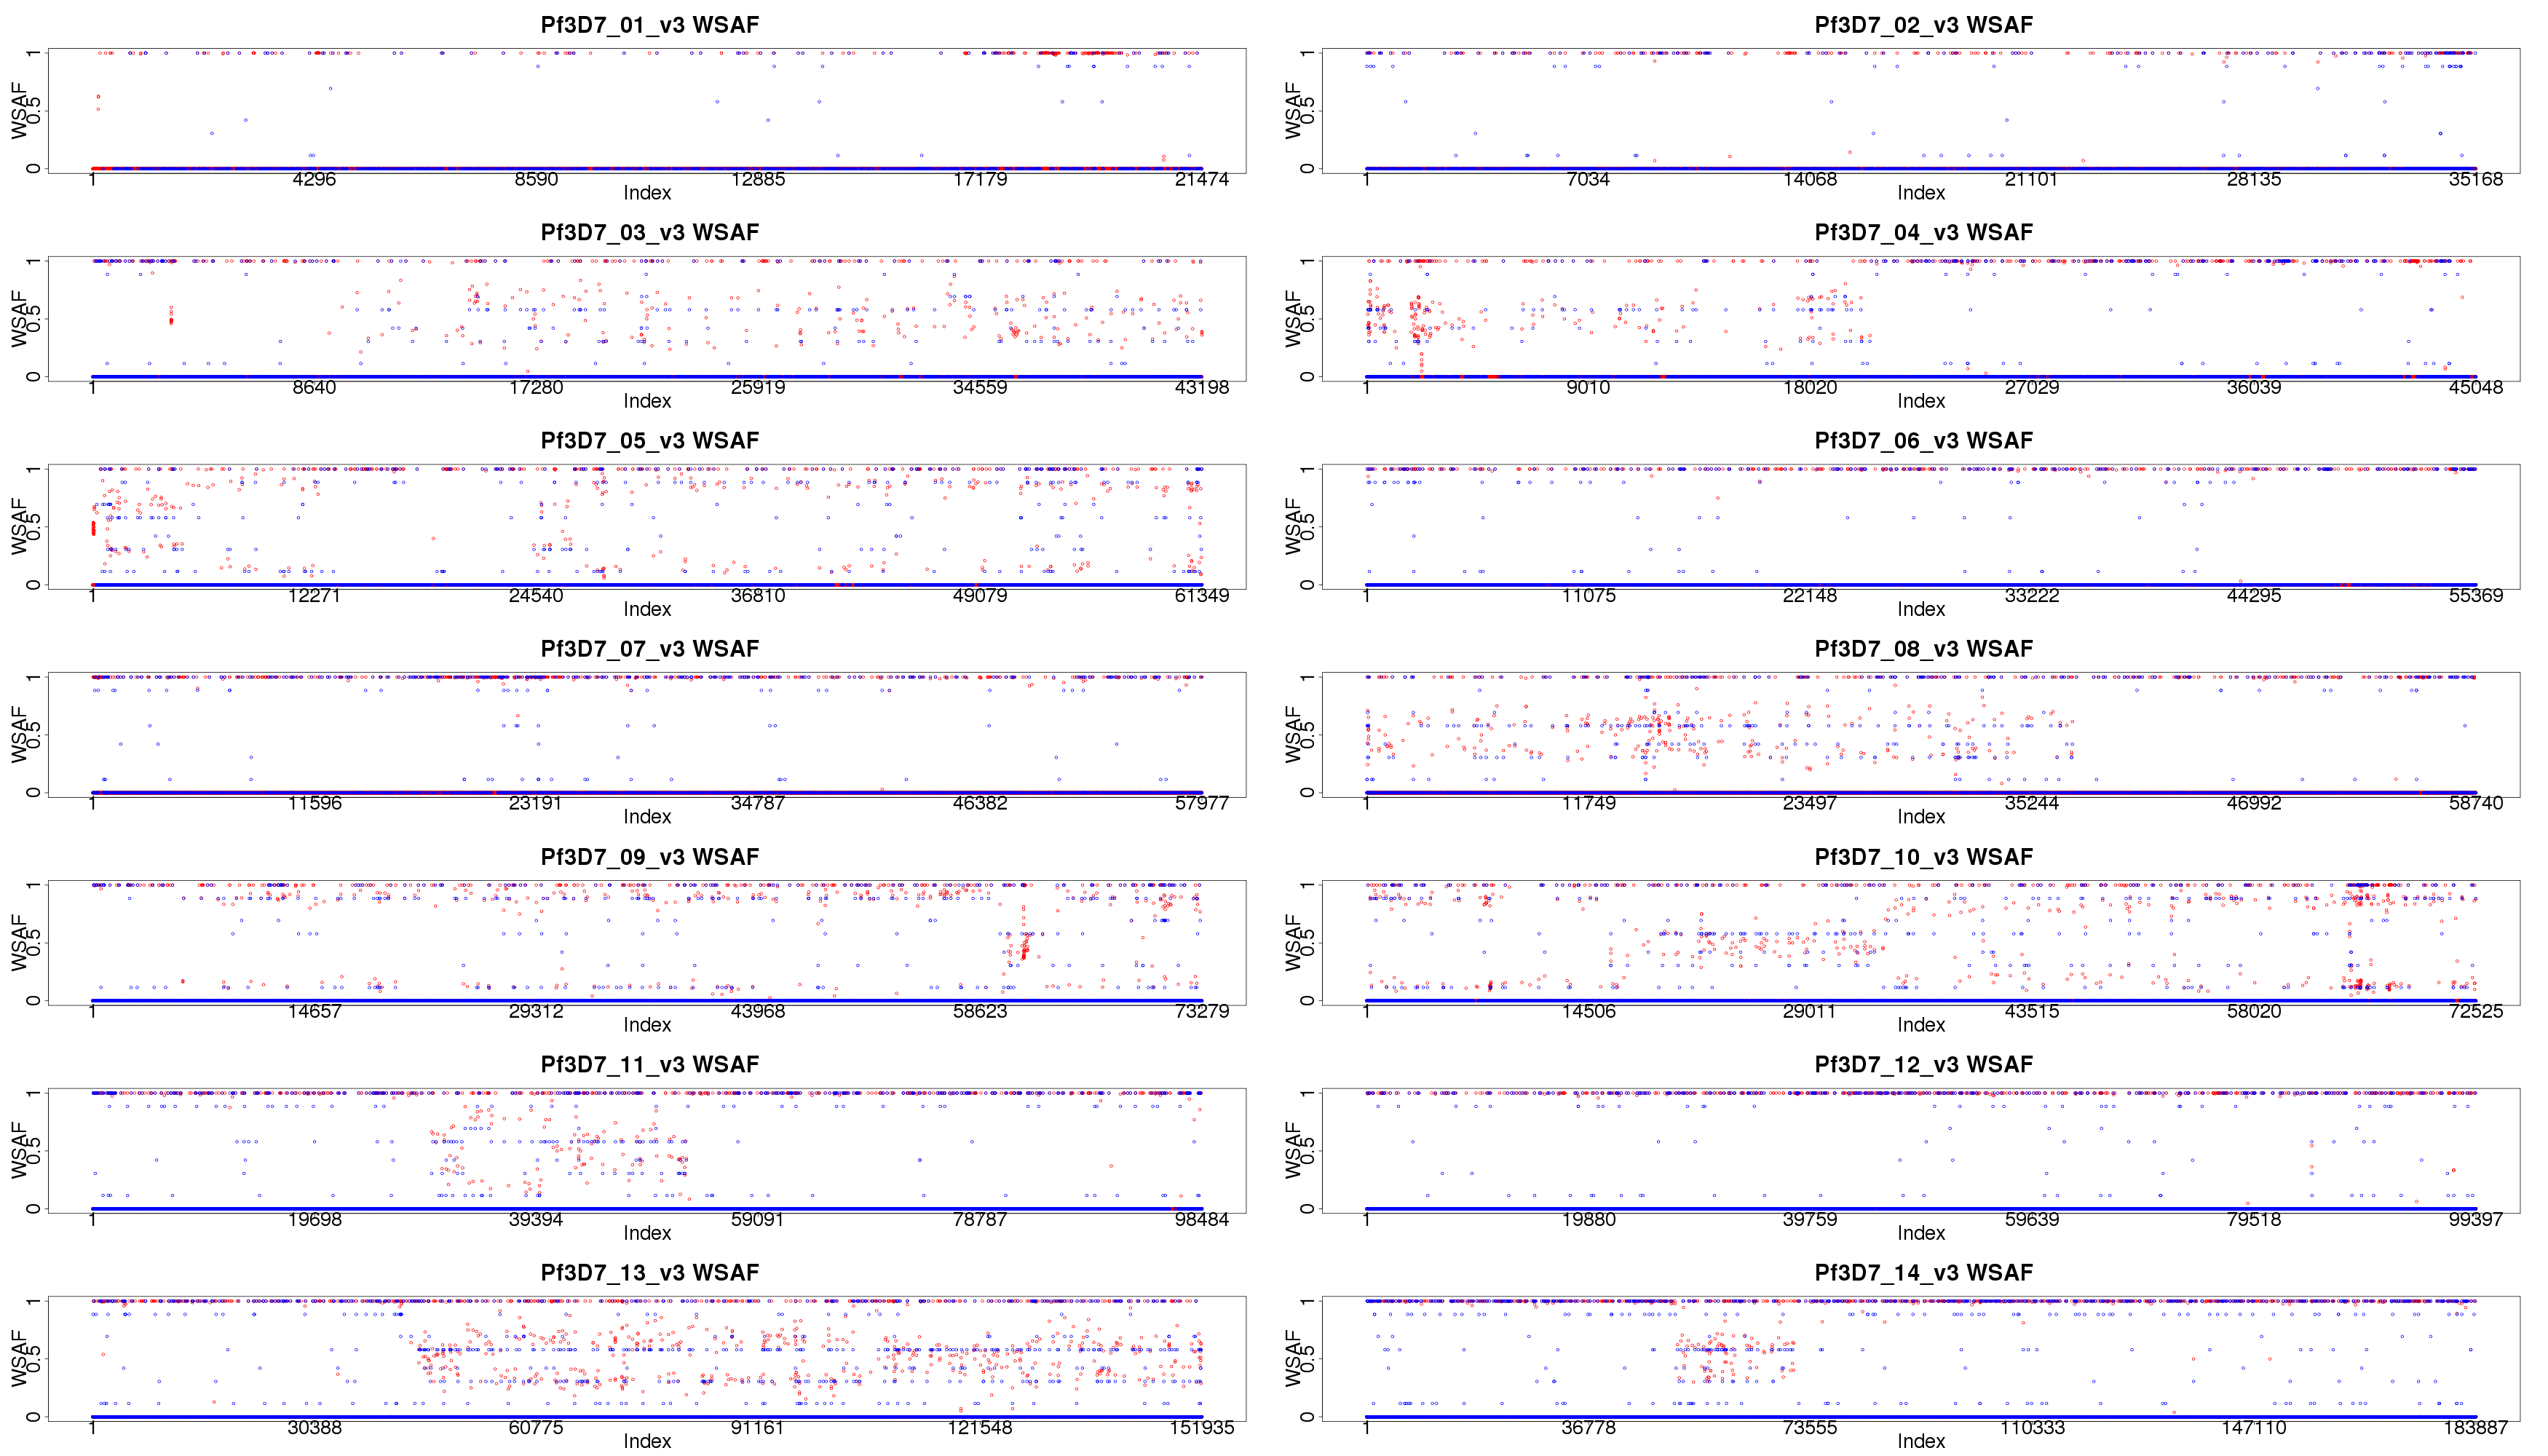 Pf3D7_01_v3 WSAF
WSAF
0 0.5 1
1 4296 8590 12885 17179 21474
Index
Pf3D7_02_v3 WSAF
WSAF
0 0.5 1
1 7034 14068 21101 28135 35168
Index
Pf3D7_03_v3 WSAF
WSAF
0 0.5 1
1 8640 17280 25919 34559 43198
Index
Pf3D7_04_v3 WSAF
WSAF
0 0.5 1
1 9010 18020 27029 36039 45048
Index
Pf3D7_05_v3 WSAF
WSAF
0 0.5 1
1 12271 24540 36810 49079 61349
Index
Pf3D7_06_v3 WSAF
WSAF
0 0.5 1
1 11075 22148 33222 44295 55369
Index
Pf3D7_07_v3 WSAF
WSAF
0 0.5 1
1 11596 23191 34787 46382 57977
Index
Pf3D7_08_v3 WSAF
WSAF
0 0.5 1
1 11749 23497 35244 46992 58740
Index
Pf3D7_09_v3 WSAF
WSAF
0 0.5 1
1 14657 29312 43968 58623 73279
Index
Pf3D7_10_v3 WSAF
WSAF
0 0.5 1
1 14506 29011 43515 58020 72525
Index
Pf3D7_11_v3 WSAF
WSAF
0 0.5 1
1 19698 39394 59091 78787 98484
Index
Pf3D7_12_v3 WSAF
WSAF
0 0.5 1
1 19880 39759 59639 79518 99397
Index
Pf3D7_13_v3 WSAF
WSAF
0 0.5 1
1 30388 60775 91161 121548 151935
Index
Pf3D7_14_v3 WSAF
WSAF
0 0.5 1
1 36778 73555 110333 147110 183887
Index